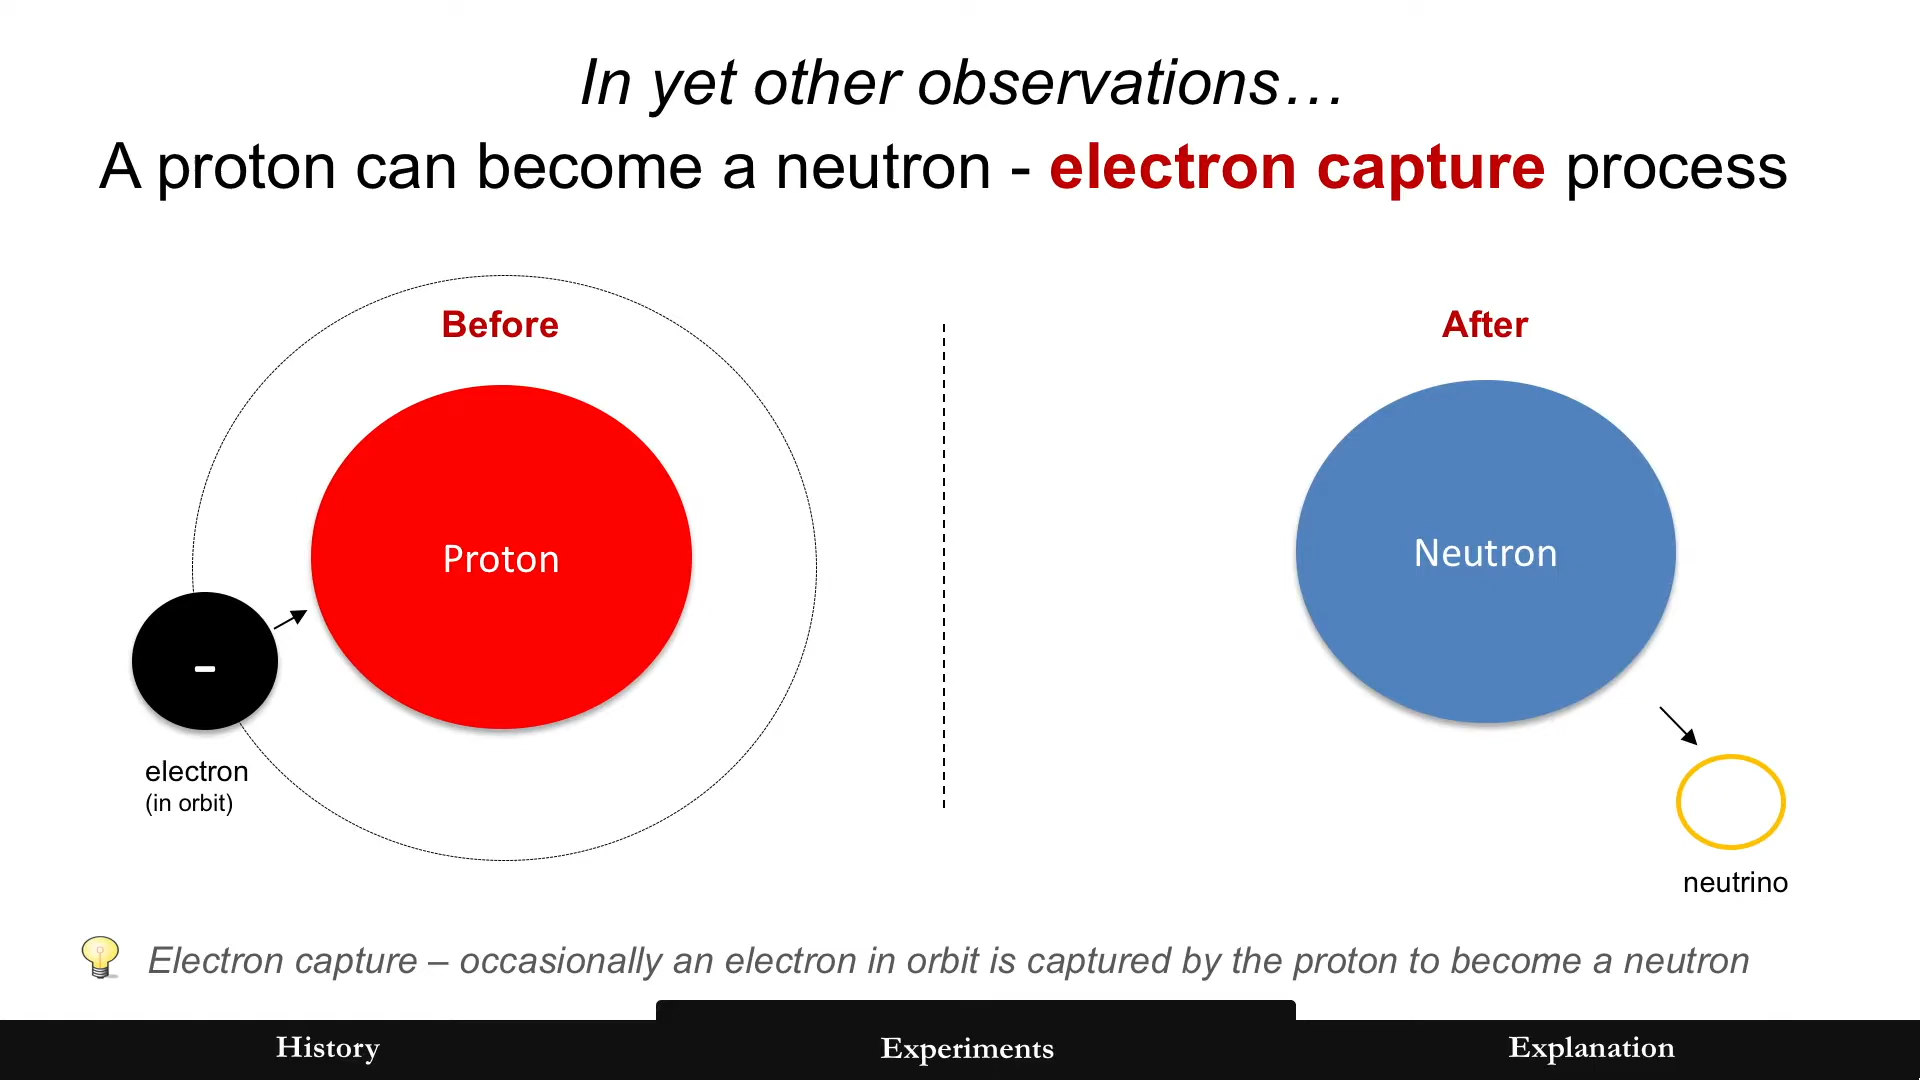 In yet other observations…
A proton can become a neutron - electron capture process
Before
After
Proton
Neutron
-
electron
(in orbit)
neutrino
Electron capture – occasionally an electron in orbit is captured by the proton to become a neutron
History
Experiments
Explanation